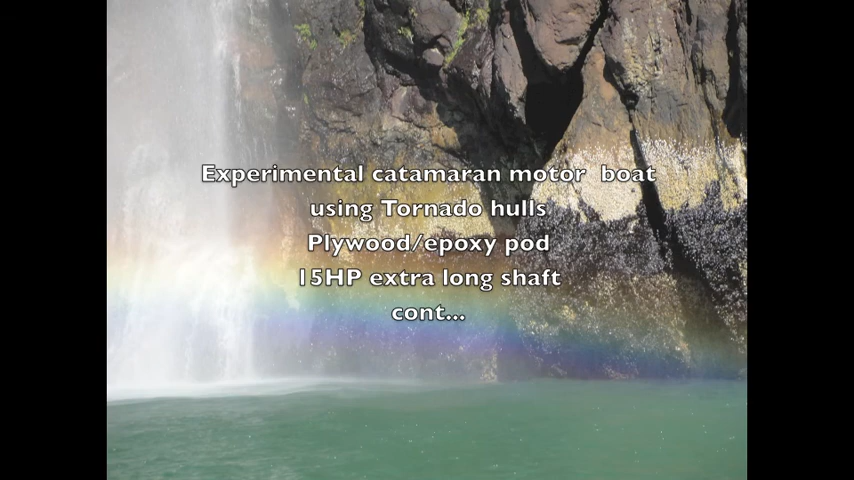 Experimental catamaran motor  boat
using Tornado hulls
Plywood/epoxy pod
15HP extra long shaft
cont...